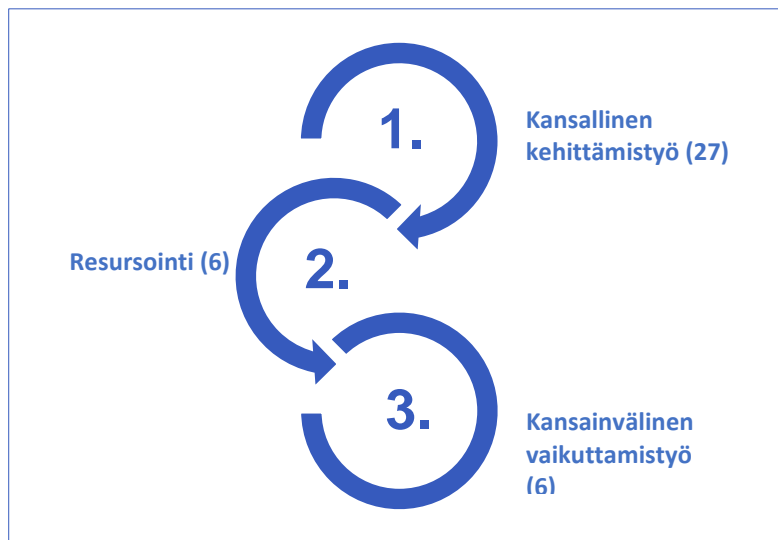 1.
Kansallinen
kehittämistyö (27)
Resursointi (6)
2.
3.
Kansainvälinen
vaikuttamistyö
(6)